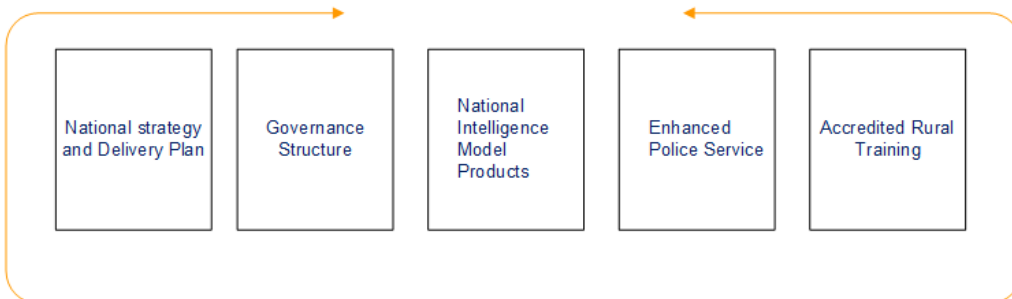 National strategy
and Delivery Plan
Governance
Structure
National
Intelligence
Model
Products
Enhanced
Police Service
Accredited Rural
Training